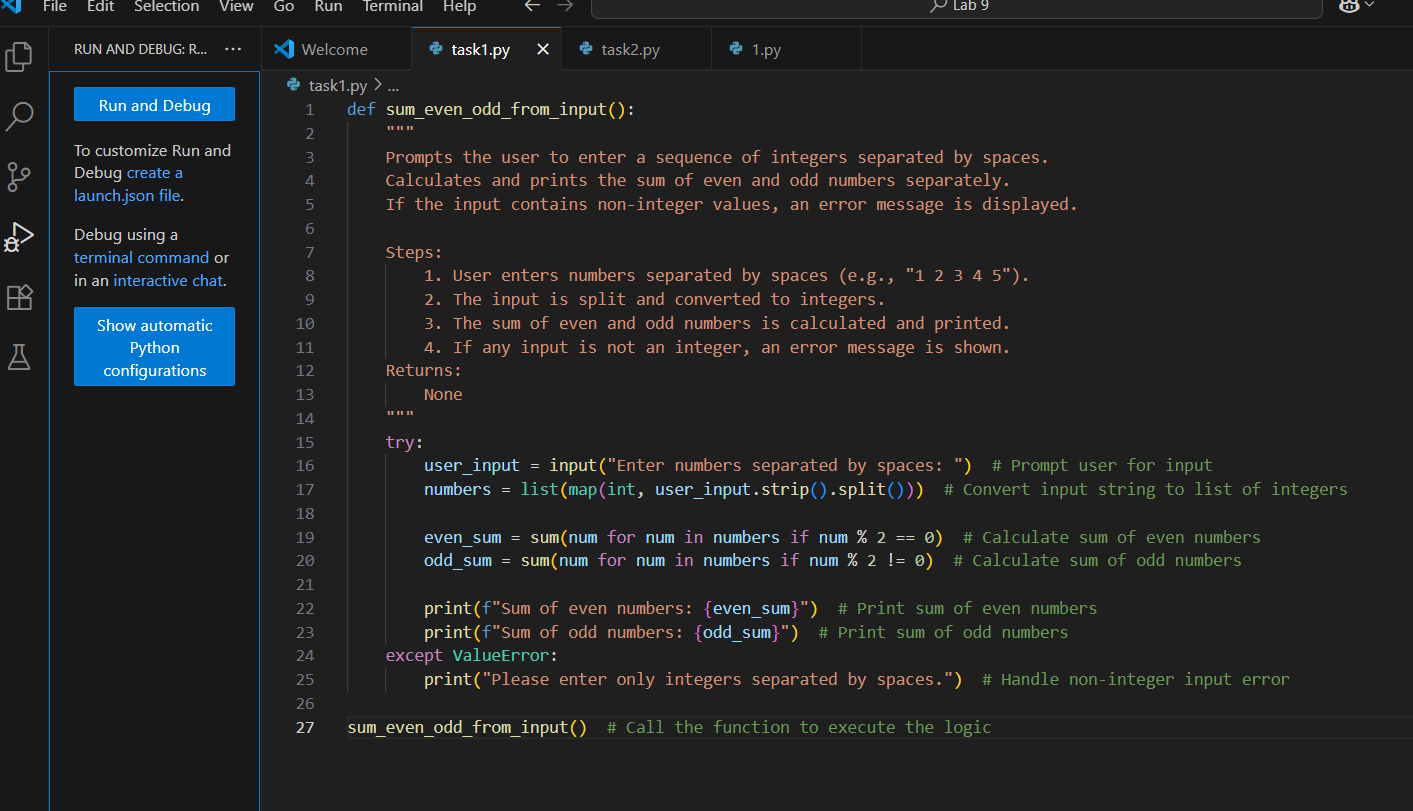 File Edit Selection View Go Run Terminal Help Lab 9
RUN AND DEBUG: R... ...
Welcome task1.py task2.py 1.py
Run and Debug
To customize Run and
Debug create a
launch.json file.
Debug using a
terminal command or
in an interactive chat.
Show automatic
Python
configurations
task1.py > ...
1 def sum_even_odd_from_input():
2     """
3     Prompts the user to enter a sequence of integers separated by spaces.
4     Calculates and prints the sum of even and odd numbers separately.
5     If the input contains non-integer values, an error message is displayed.
6
7     Steps:
8         1. User enters numbers separated by spaces (e.g., "1 2 3 4 5").
9         2. The input is split and converted to integers.
10         3. The sum of even and odd numbers is calculated and printed.
11         4. If any input is not an integer, an error message is shown.
12     Returns:
13         None
14     """
15     try:
16         user_input = input("Enter numbers separated by spaces: ")  # Prompt user for input
17         numbers = list(map(int, user_input.strip().split()))  # Convert input string to list of integers
18
19         even_sum = sum(num for num in numbers if num % 2 == 0)  # Calculate sum of even numbers
20         odd_sum = sum(num for num in numbers if num % 2 != 0)  # Calculate sum of odd numbers
21
22         print(f"Sum of even numbers: {even_sum}")  # Print sum of even numbers
23         print(f"Sum of odd numbers: {odd_sum}")  # Print sum of odd numbers
24     except ValueError:
25         print("Please enter only integers separated by spaces.")  # Handle non-integer input error
26
27 sum_even_odd_from_input()  # Call the function to execute the logic